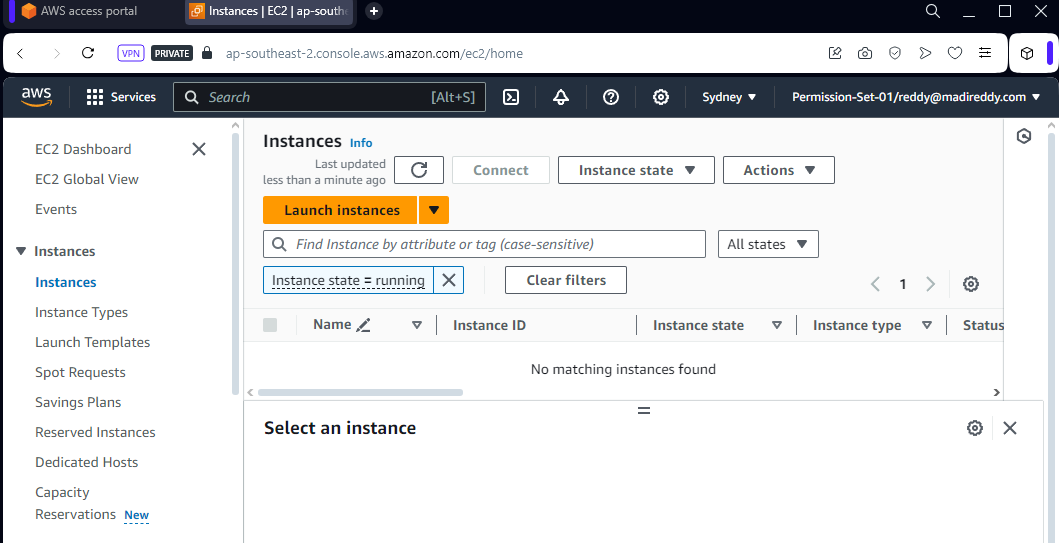 AWS access portal
Instances | EC2 | ap-south
VPN PRIVATE ap-southeast-2.console.aws.amazon.com/ec2/home
aws Services Search [Alt+S] Sydney Permission-Set-01/reddy@madireddy.com
EC2 Dashboard
EC2 Global View
Events
Instances
Instances
Instance Types
Launch Templates
Spot Requests
Savings Plans
Reserved Instances
Dedicated Hosts
Capacity
Reservations New
Instances Info
Last updated
less than a minute ago
Connect
Instance state
Actions
Launch instances
Find Instance by attribute or tag (case-sensitive)
All states
Instance state = running
Clear filters
1
Name Instance ID Instance state Instance type Status
No matching instances found
Select an instance